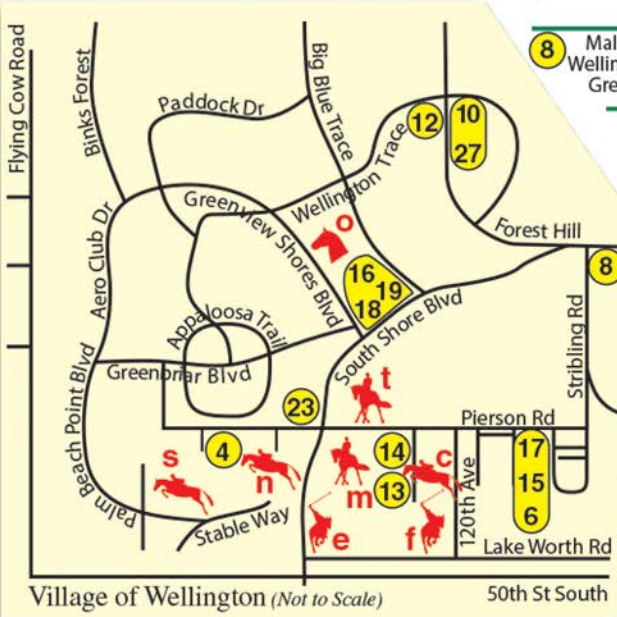 Flying Cow Road
Binks Forest
Big Blue Trace
8
Mal
Wellin
Gre
Paddock Dr
12
10
27
Wellington Trace
Greenview Shores Blvd
Forest Hill
o
8
16
19
18
Aero Club Dr
Appaloosa Trail
South Shore Blvd
Stribling Rd
Greenbriar Blvd
t
23
Pierson Rd
Palm Beach Point Blvd
s
4
n
m
14
13
c
17
15
6
120th Ave
Stable Way
e
f
Lake Worth Rd
Village of Wellington (Not to Scale)
50th St South